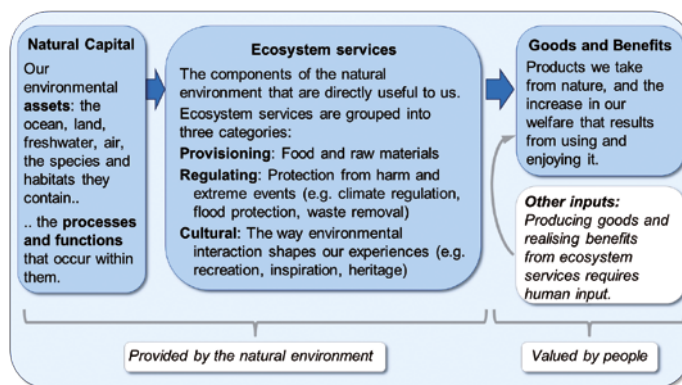 Natural Capital
Our
environmental
assets: the
ocean, land,
freshwater, air,
the species and
habitats they
contain..
.. the processes
and functions
that occur within
them.
Ecosystem services
The components of the natural
environment that are directly useful to us.
Ecosystem services are grouped into
three categories:
Provisioning: Food and raw materials
Regulating: Protection from harm and
extreme events (e.g. climate regulation,
flood protection, waste removal)
Cultural: The way environmental
interaction shapes our experiences (e.g.
recreation, inspiration, heritage)
Goods and Benefits
Products we take
from nature, and the
increase in our
welfare that results
from using and
enjoying it.
Other inputs:
Producing goods and
realising benefits
from ecosystem
services requires
human input.
Provided by the natural environment
Valued by people